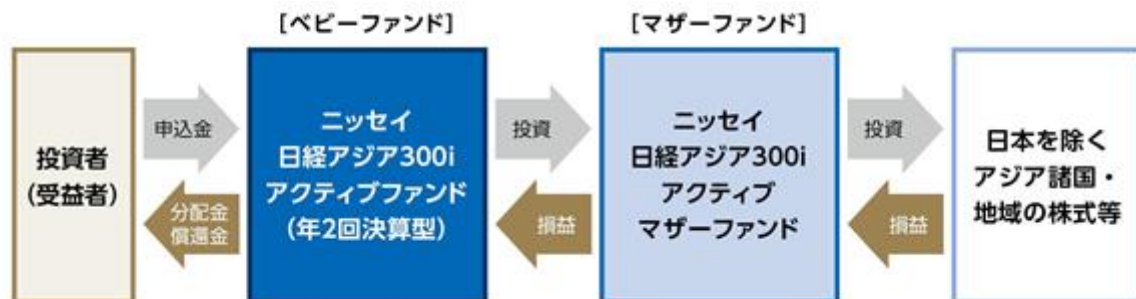 [ベビーファンド]
[マザーファンド]
投資者
(受益者)
申込金
分配金
償還金
ニッセイ
日経アジア300i
アクティブファンド
(年2回決算型)
投資
損益
ニッセイ
日経アジア300i
アクティブ
マザーファンド
投資
損益
日本を除く
アジア諸国・
地域の株式等